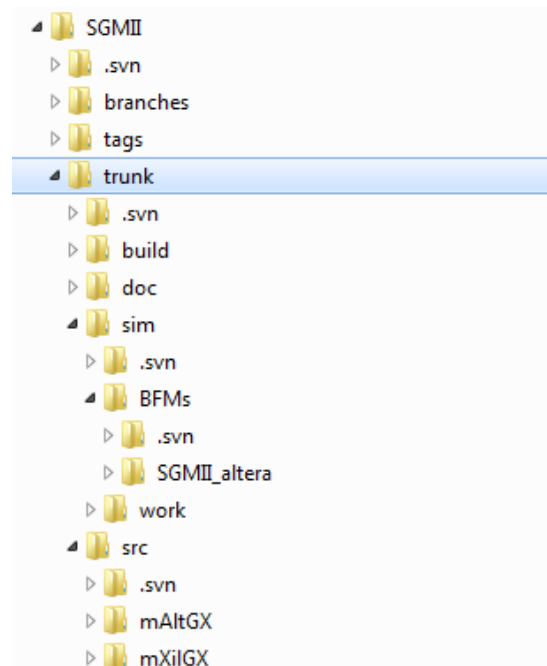 SGMII
.svn
branches
tags
trunk
.svn
build
doc
sim
.svn
BFMs
.svn
SGMII_altera
work
src
.svn
mAltGX
mXilGX